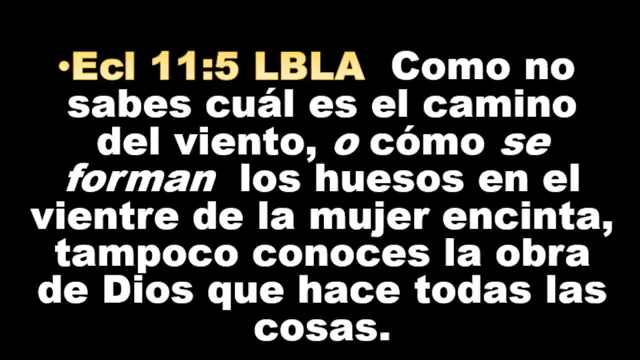 •Ecl 11:5 LBLA Como no
sabes cuál es el camino
del viento, o cómo se
forman los huesos en el
vientre de la mujer encinta,
tampoco conoces la obra
de Dios que hace todas las
cosas.